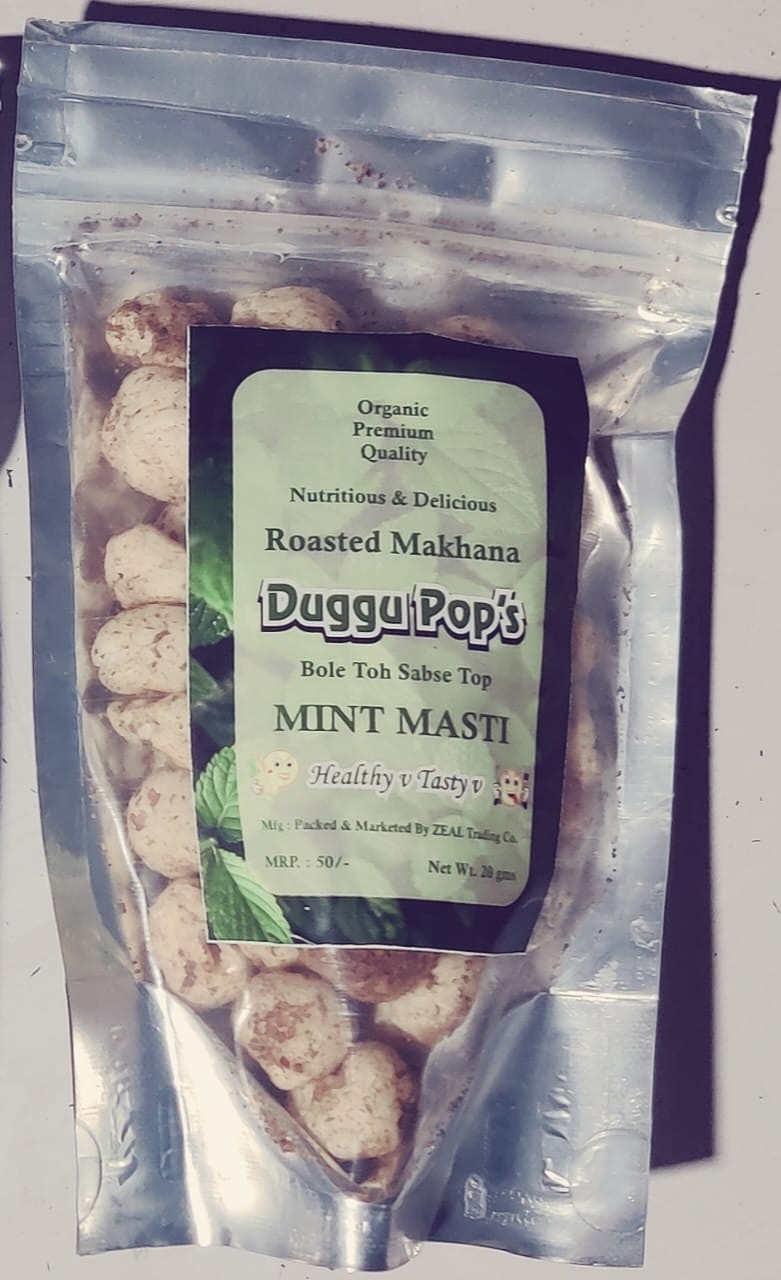 Organic
Premium
Quality
Nutritious & Delicious
Roasted Makhana
Duggu Pop's
Bole Toh Sabse Top
MINT MASTI
Healthy v Tasty v
Mfg : Packed & Marketed By ZEAL Trading Co.
MRP. : 50/- Net Wt. 20 gms